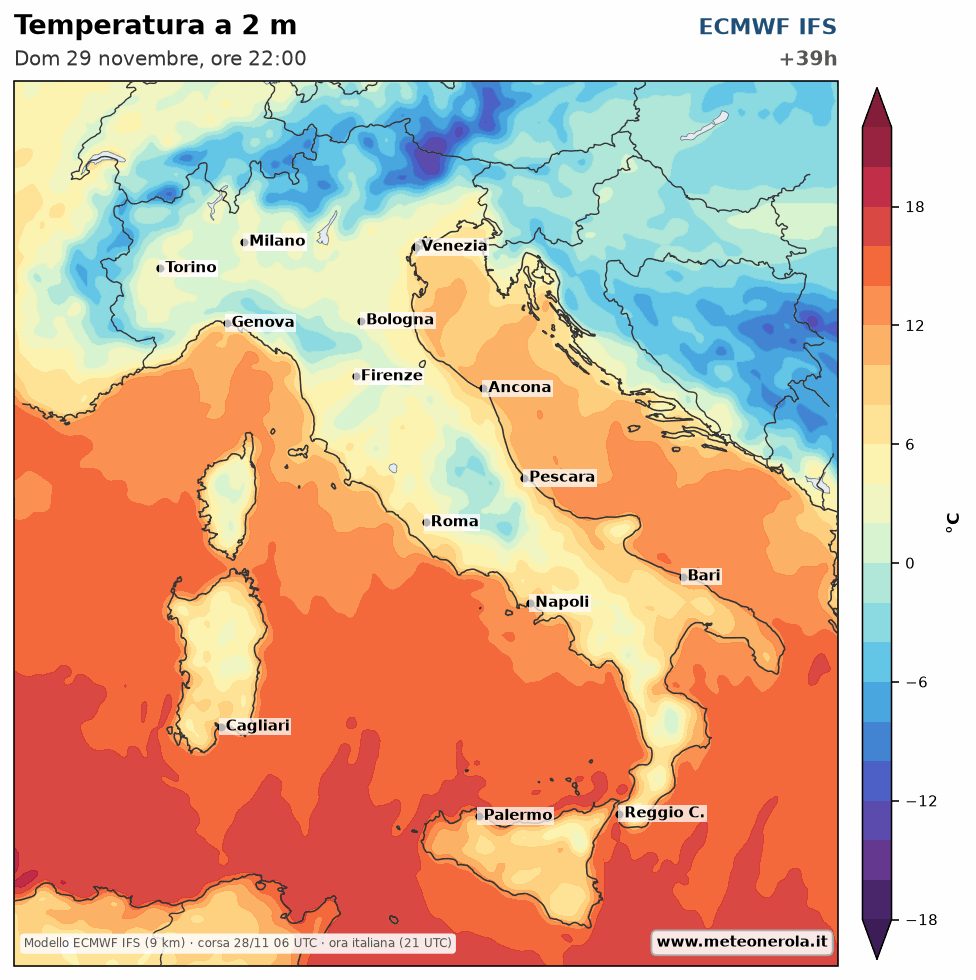 Temperatura a 2 m
ECMWF IFS
Dom 29 novembre, ore 22:00
+39h
Milano
Venezia
Torino
Genova
Bologna
Firenze
Ancona
Pescara
Roma
Bari
Napoli
Cagliari
Palermo
Reggio C.
18
12
6
0
−6
−12
−18
°C
Modello ECMWF IFS (9 km) · corsa 28/11 06 UTC · ora italiana (21 UTC)
www.meteonerola.it